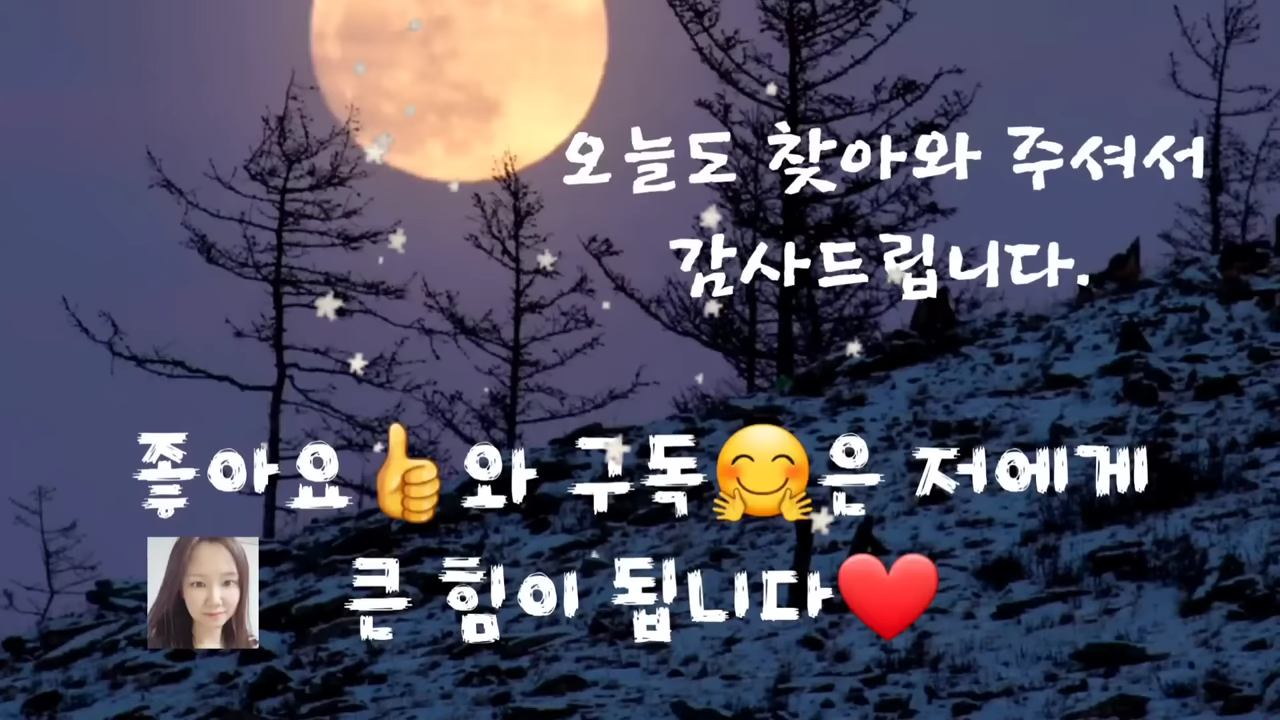 오늘도 찾아와 주셔서
감사드립니다.
좋아요👍와 구독🤗은 저에게
큰 힘이 됩니다❤️